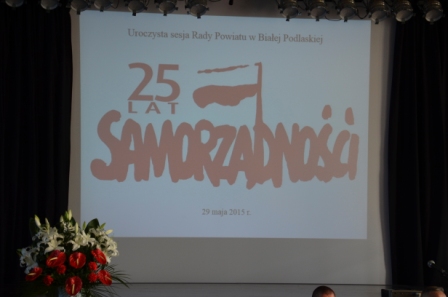 Uroczysta sesja Rady Powiatu w Białej Podlaskiej
25
LAT
SAMORZĄDNOŚCI
29 maja 2015 r.